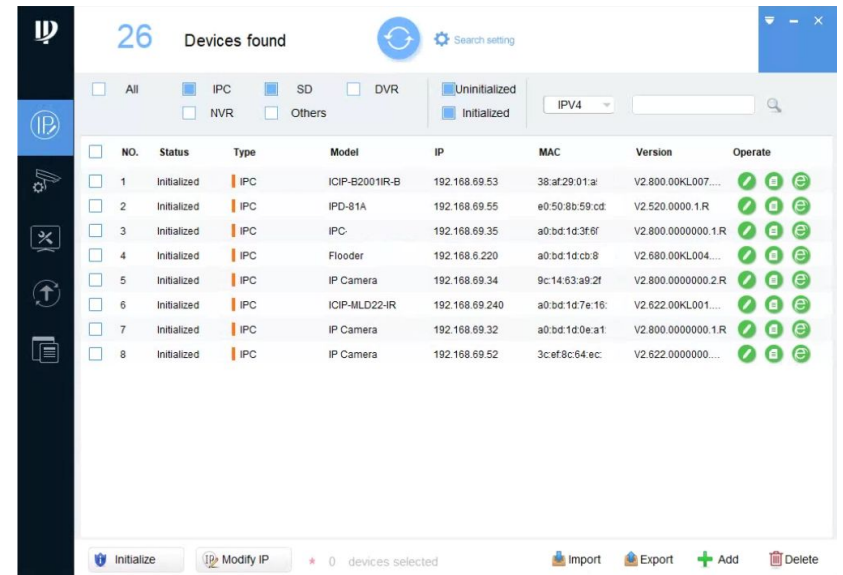 IP
26 Devices found Search setting
All IPC SD DVR Uninitialized
NVR Others Initialized IPV4
NO. Status Type Model IP MAC Version Operate
1 Initialized IPC ICIP-B2001IR-B 192.168.69.53 38:af:29:01:a: V2.800.00KL007....
2 Initialized IPC IPD-81A 192.168.69.55 e0:50:8b:59:cd: V2.520.0000.1.R
3 Initialized IPC IPC- 192.168.69.35 a0:bd:1d:3f:6f V2.800.0000000.1.R
4 Initialized IPC Flooder 192.168.6.220 a0:bd:1d:cb:8 V2.680.00KL004....
5 Initialized IPC IP Camera 192.168.69.34 9c:14:63:a9:2f V2.800.0000000.2.R
6 Initialized IPC ICIP-MLD22-IR 192.168.69.240 a0:bd:1d:7e:16: V2.622.00KL001....
7 Initialized IPC IP Camera 192.168.69.32 a0:bd:1d:0e:a1: V2.800.0000000.1.R
8 Initialized IPC IP Camera 192.168.69.52 3c:ef:8c:64:ec: V2.622.0000000....
Initialize IP Modify IP * 0 devices selected Import Export Add Delete